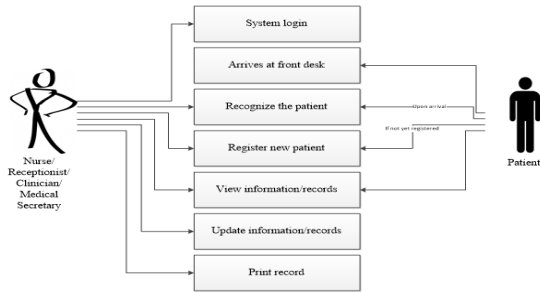 System login
Arrives at front desk
Recognize the patient
Upon arrival
If not yet registered
Register new patient
View information/records
Update information/records
Print record
Nurse/
Receptionist/
Clinician/
Medical
Secretary
Patient